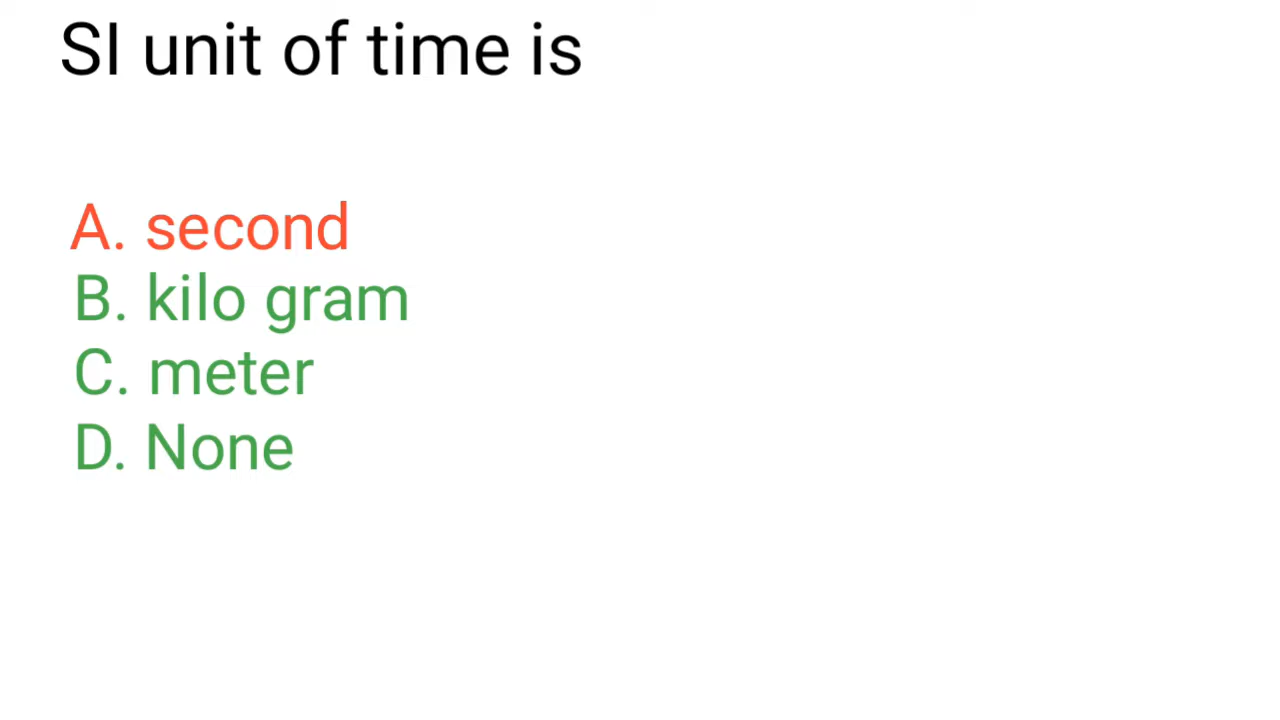 SI unit of time is
A. second
B. kilo gram
C. meter
D. None